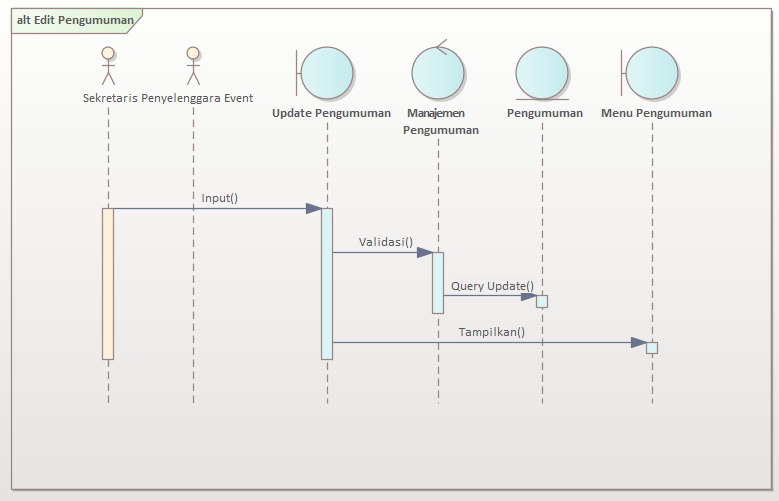 alt Edit Pengumuman
Sekretaris Penyelenggara Event
Update Pengumuman
Manajemen
Pengumuman
Pengumuman
Menu Pengumuman
Input()
Validasi()
Query Update()
Tampilkan()